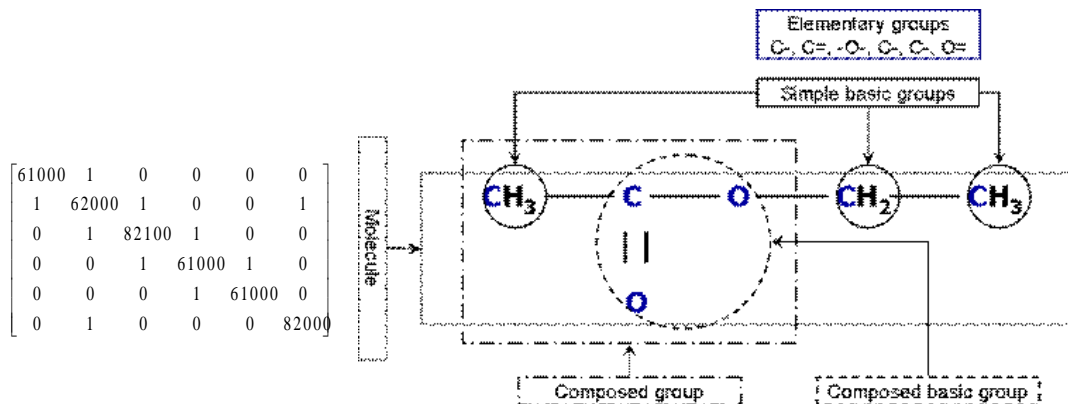 Elementary groups
C-, C=, -O-, C-, C-, O=
Simple basic groups
61000 1 0 0 0 0
1 62000 1 0 0 1
0 1 82100 1 0 0
0 0 1 61000 1 0
0 0 0 1 61000 0
0 1 0 0 0 82000
Molecule
CH3 C O CH2 CH3
O
Composed group
Composed basic group